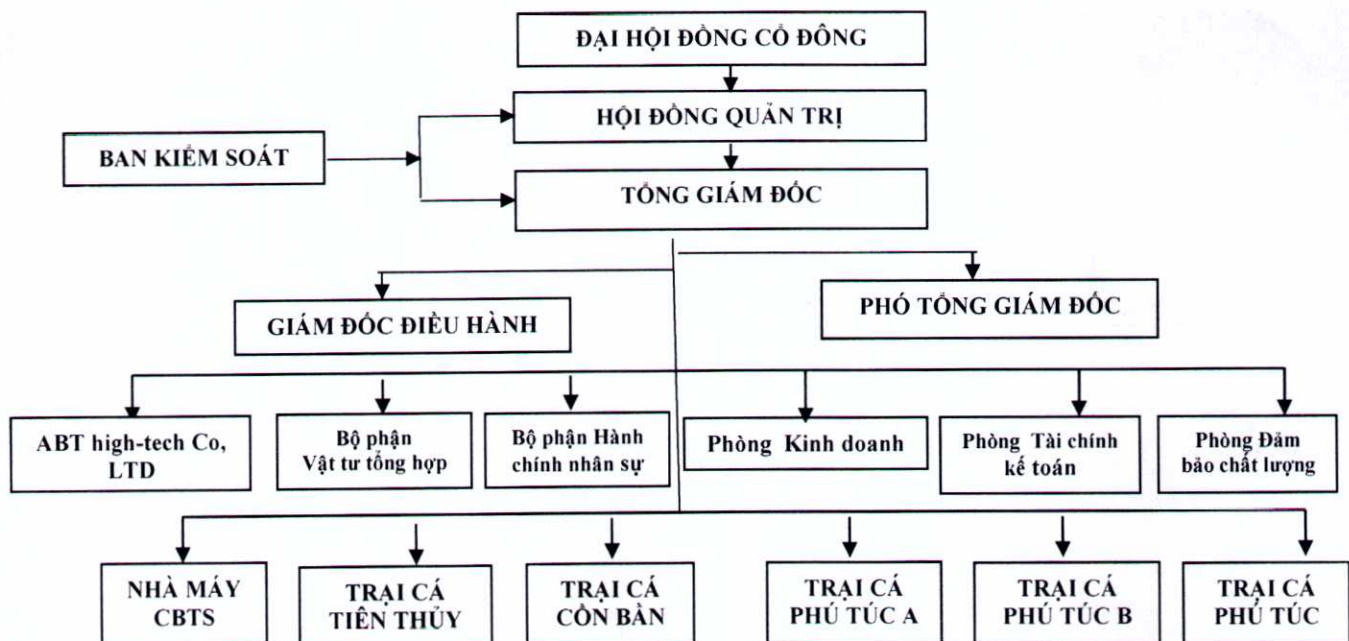 ĐẠI HỘI ĐỒNG CỔ ĐÔNG
HỘI ĐỒNG QUẢN TRỊ
BAN KIỂM SOÁT
TỔNG GIÁM ĐỐC
GIÁM ĐỐC ĐIỀU HÀNH
PHÓ TỔNG GIÁM ĐỐC
ABT high-tech Co,
LTD
Bộ phận
Vật tư tổng hợp
Bộ phận Hành
chính nhân sự
Phòng Kinh doanh
Phòng Tài chính
kế toán
Phòng Đảm
bảo chất lượng
NHÀ MÁY
CBTS
TRẠI CÁ
TIÊN THỦY
TRẠI CÁ
CỒN BẦN
TRẠI CÁ
PHÚ TÚC A
TRẠI CÁ
PHÚ TÚC B
TRẠI CÁ
PHÚ TÚC